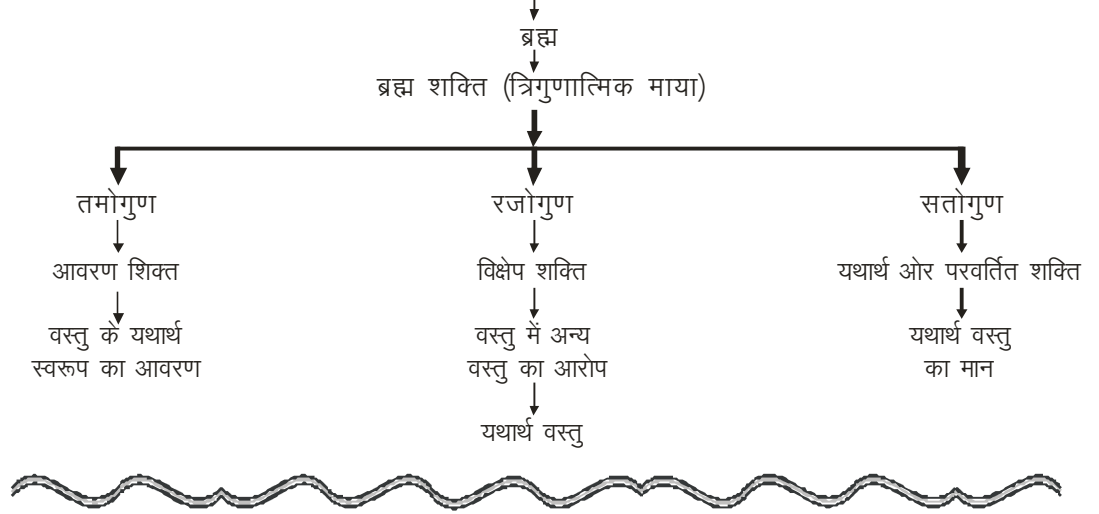 ब्रह्म
ब्रह्म शक्ति (त्रिगुणात्मिक माया)
तमोगुण
रजोगुण
सतोगुण
आवरण शिक्त
विक्षेप शक्ति
यथार्थ ओर परवर्तित शक्ति
वस्तु के यथार्थ
स्वरूप का आवरण
वस्तु में अन्य
वस्तु का आरोप
यथार्थ वस्तु
का मान
यथार्थ वस्तु